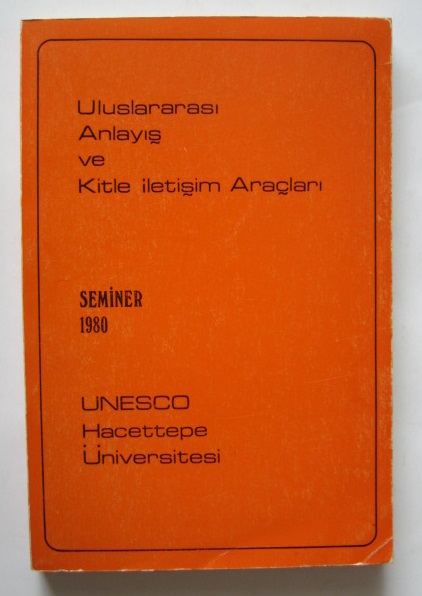 Uluslararası
Anlayış
ve
Kitle iletişim Araçları
SEMİNER
1980
UNESCO
Hacettepe
Üniversitesi